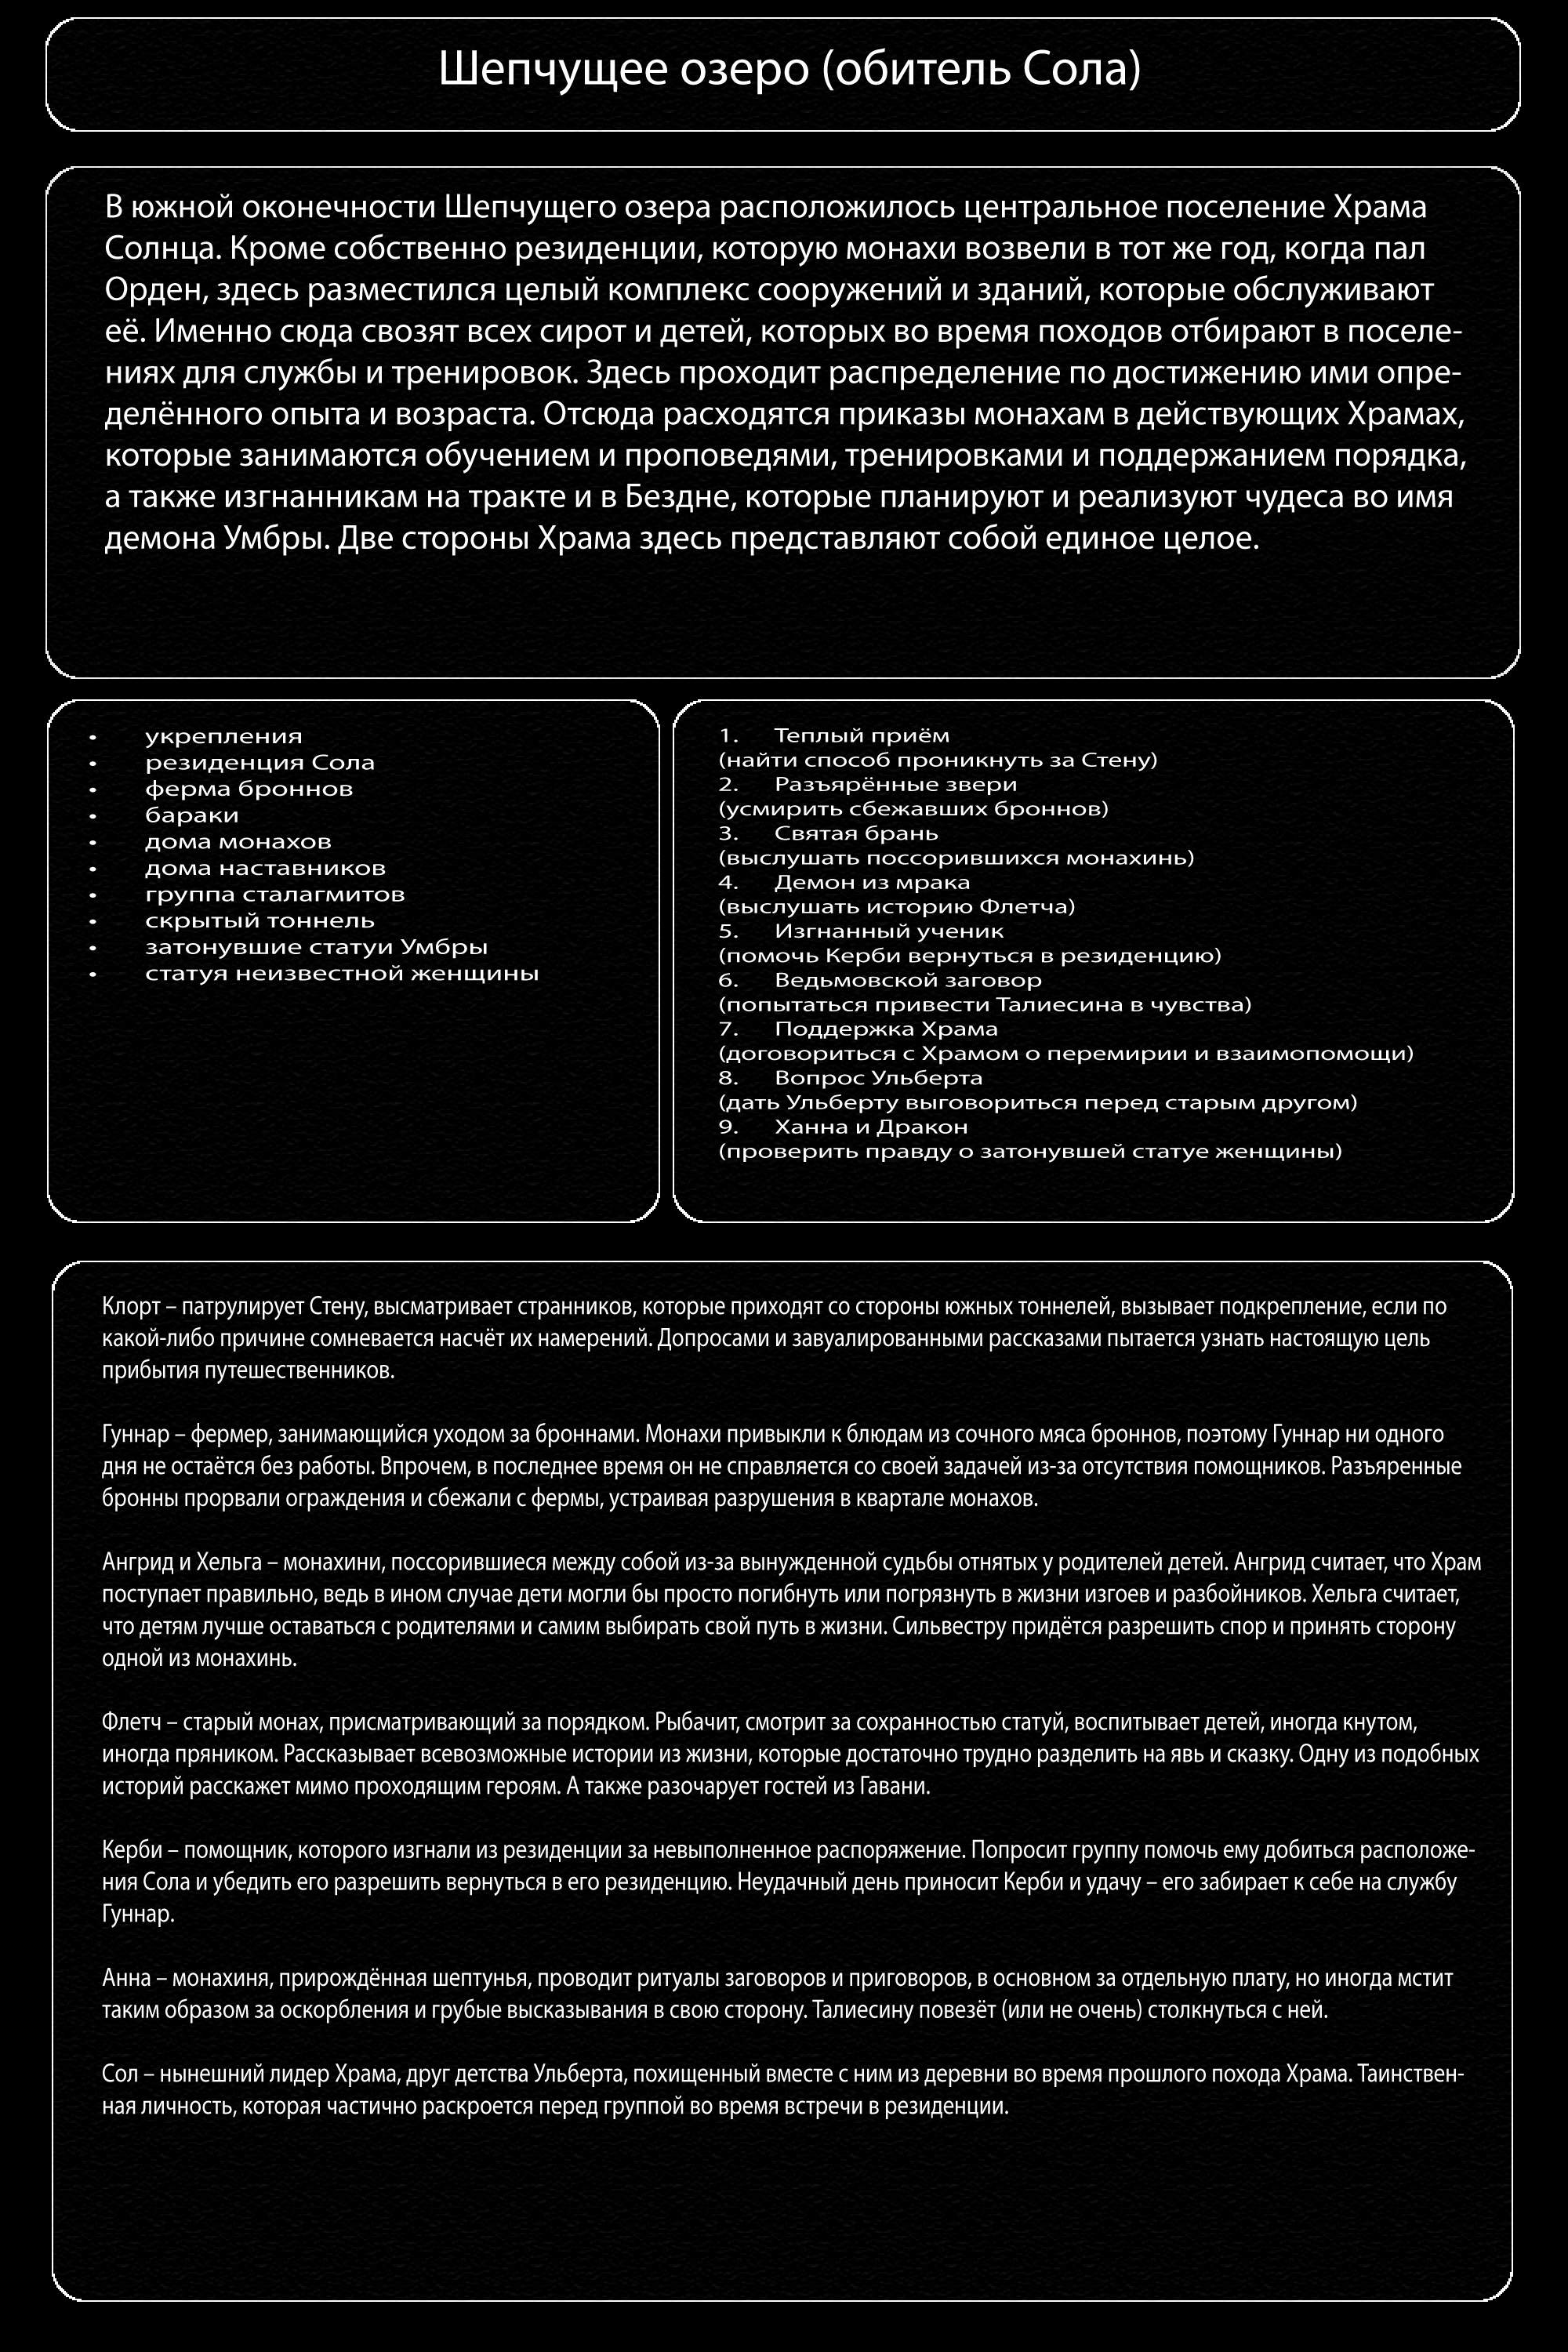 Шепчущее озеро (обитель Сола)
В южной оконечности Шепчущего озера расположилось центральное поселение Храма
Солнца. Кроме собственно резиденции, которую монахи возвели в тот же год, когда пал
Орден, здесь разместился целый комплекс сооружений и зданий, которые обслуживают
её. Именно сюда свозят всех сирот и детей, которых во время походов отбирают в поселе-
ниях для службы и тренировок. Здесь проходит распределение по достижению ими опре-
делённого опыта и возраста. Отсюда расходятся приказы монахам в действующих Храмах,
которые занимаются обучением и проповедями, тренировками и поддержанием порядка,
а также изгнанникам на тракте и в Бездне, которые планируют и реализуют чудеса во имя
демона Умбры. Две стороны Храма здесь представляют собой единое целое.
• укрепления
• резиденция Сола
• ферма броннов
• бараки
• дома монахов
• дома наставников
• группа сталагмитов
• скрытый тоннель
• затонувшие статуи Умбры
• статуя неизвестной женщины
1. Теплый приём
(найти способ проникнуть за Стену)
2. Разъярённые звери
(усмирить сбежавших броннов)
3. Святая брань
(выслушать поссорившихся монахинь)
4. Демон из мрака
(выслушать историю Флетча)
5. Изгнанный ученик
(помочь Керби вернуться в резиденцию)
6. Ведьмовской заговор
(попытаться привести Талиесина в чувства)
7. Поддержка Храма
(договориться с Храмом о перемирии и взаимопомощи)
8. Вопрос Ульберта
(дать Ульберту выговориться перед старым другом)
9. Ханна и Дракон
(проверить правду о затонувшей статуе женщины)
Клорт – патрулирует Стену, высматривает странников, которые приходят со стороны южных тоннелей, вызывает подкрепление, если по
какой-либо причине сомневается насчёт их намерений. Допросами и завуалированными рассказами пытается узнать настоящую цель
прибытия путешественников.
Гуннар – фермер, занимающийся уходом за броннами. Монахи привыкли к блюдам из сочного мяса броннов, поэтому Гуннар ни одного
дня не остаётся без работы. Впрочем, в последнее время он не справляется со своей задачей из-за отсутствия помощников. Разъяренные
бронны прорвали ограждения и сбежали с фермы, устраивая разрушения в квартале монахов.
Ангрид и Хельга – монахини, поссорившиеся между собой из-за вынужденной судьбы отнятых у родителей детей. Ангрид считает, что Храм
поступает правильно, ведь в ином случае дети могли бы просто погибнуть или погрязнуть в жизни изгоев и разбойников. Хельга считает,
что детям лучше оставаться с родителями и самим выбирать свой путь в жизни. Сильвестру придётся разрешить спор и принять сторону
одной из монахинь.
Флетч – старый монах, присматривающий за порядком. Рыбачит, смотрит за сохранностью статуй, воспитывает детей, иногда кнутом,
иногда пряником. Рассказывает всевозможные истории из жизни, которые достаточно трудно разделить на явь и сказку. Одну из подобных
историй расскажет мимо проходящим героям. А также разочарует гостей из Гавани.
Керби – помощник, которого изгнали из резиденции за невыполненное распоряжение. Попросит группу помочь ему добиться расположе-
ния Сола и убедить его разрешить вернуться в его резиденцию. Неудачный день приносит Керби и удачу – его забирает к себе на службу
Гуннар.
Анна – монахиня, прирождённая шептунья, проводит ритуалы заговоров и приговоров, в основном за отдельную плату, но иногда мстит
таким образом за оскорбления и грубые высказывания в свою сторону. Талиесину повезёт (или не очень) столкнуться с ней.
Сол – нынешний лидер Храма, друг детства Ульберта, похищенный вместе с ним из деревни во время прошлого похода Храма. Таинствен-
ная личность, которая частично раскроется перед группой во время встречи в резиденции.